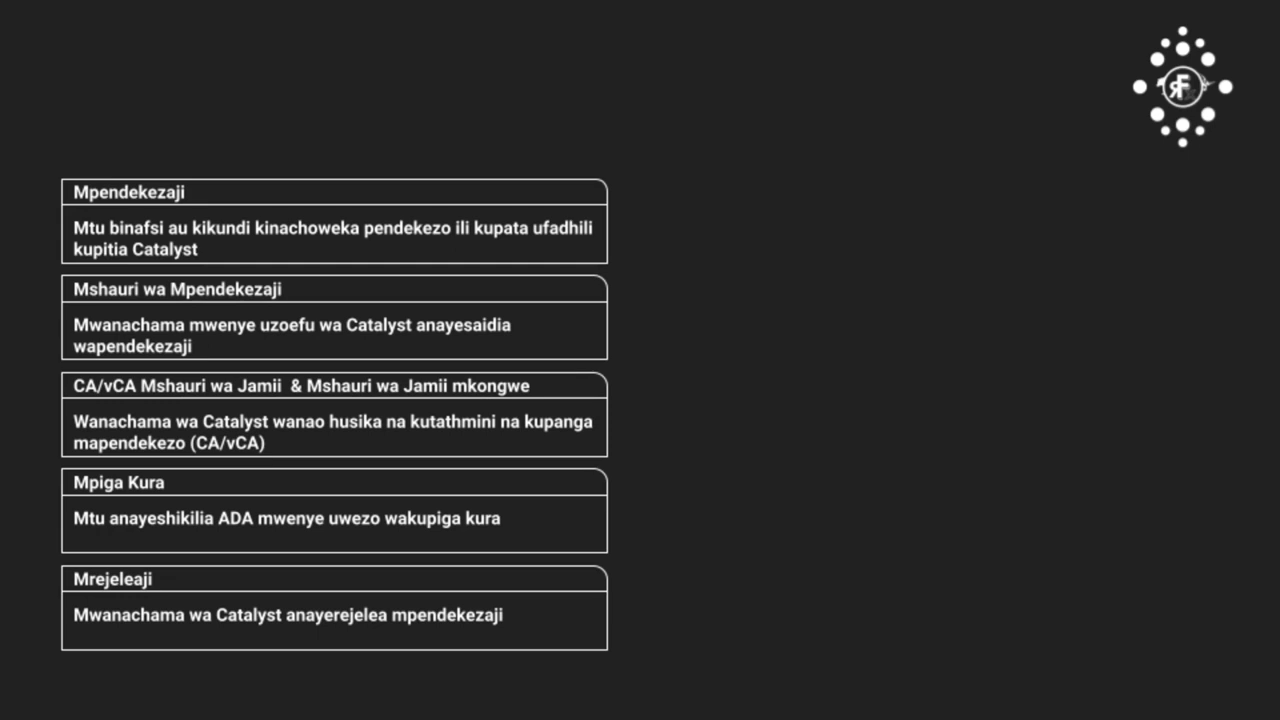 Mpendekezaji
Mtu binafsi au kikundi kinachoweka pendekezo ili kupata ufadhili
kupitia Catalyst
Mshauri wa Mpendekezaji
Mwanachama mwenye uzoefu wa Catalyst anayesaidia
wapendekezaji
CA/vCA Mshauri wa Jamii & Mshauri wa Jamii mkongwe
Wanachama wa Catalyst wanao husika na kutathmini na kupanga
mapendekezo (CA/vCA)
Mpiga Kura
Mtu anayeshikilia ADA mwenye uwezo wakupiga kura
Mrejeleaji
Mwanachama wa Catalyst anayerejelea mpendekezaji